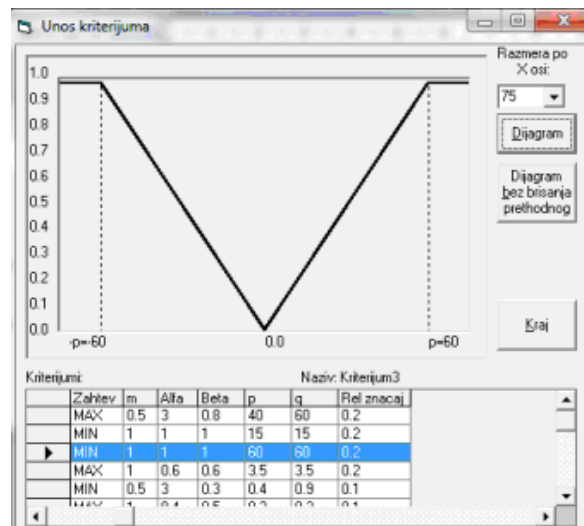 Unos kriterijuma
Razmera po
X osi:
75
Dijagram
Dijagram
bez brisanja
prethodnog
Kraj
1.0
0.9
0.8
0.7
0.6
0.5
0.4
0.3
0.2
0.1
0.0
-p=-60 0.0 p=60
Kriterijumi: Naziv: Kriterijum3
Zahtev m Alfa Beta p q Rel znacaj
MAX 0.5 3 0.8 40 60 0.2
MIN 1 1 1 15 15 0.2
MIN 1 1 1 60 60 0.2
MAX 1 0.6 0.6 3.5 3.5 0.2
MIN 0.5 3 0.3 0.4 0.9 0.1